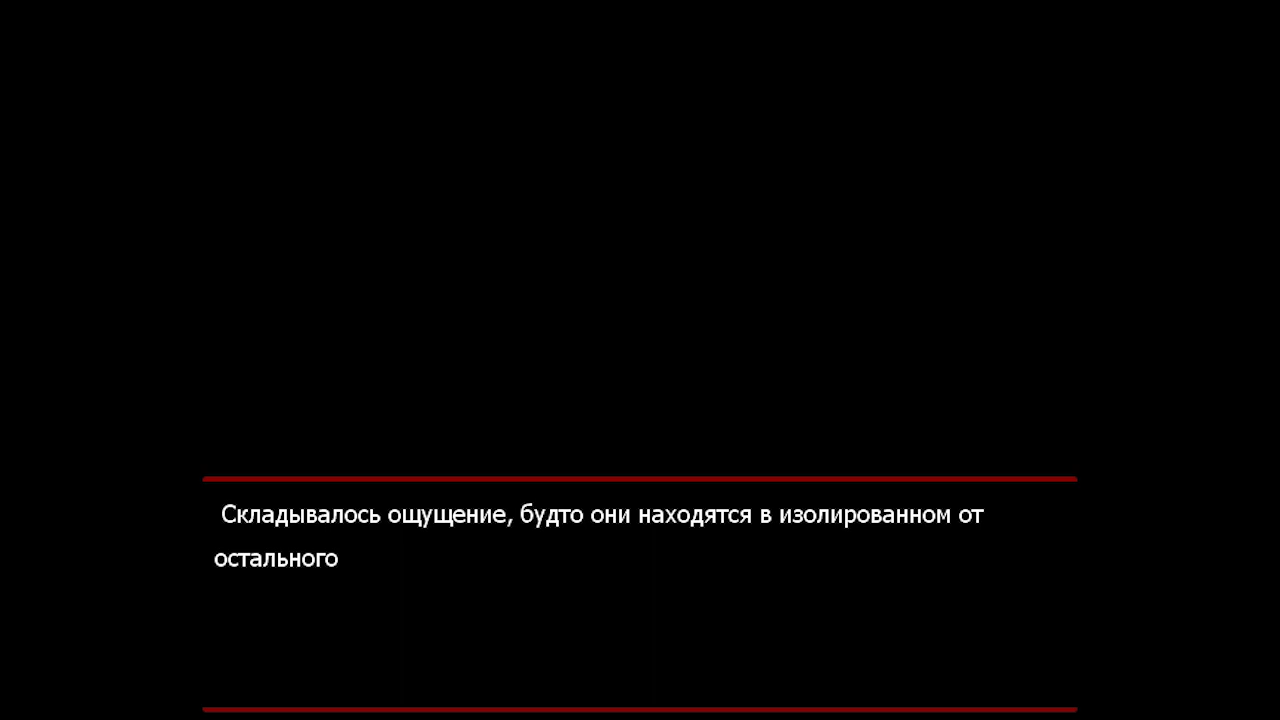 Складывалось ощущение, будто они находятся в изолированном от
остального